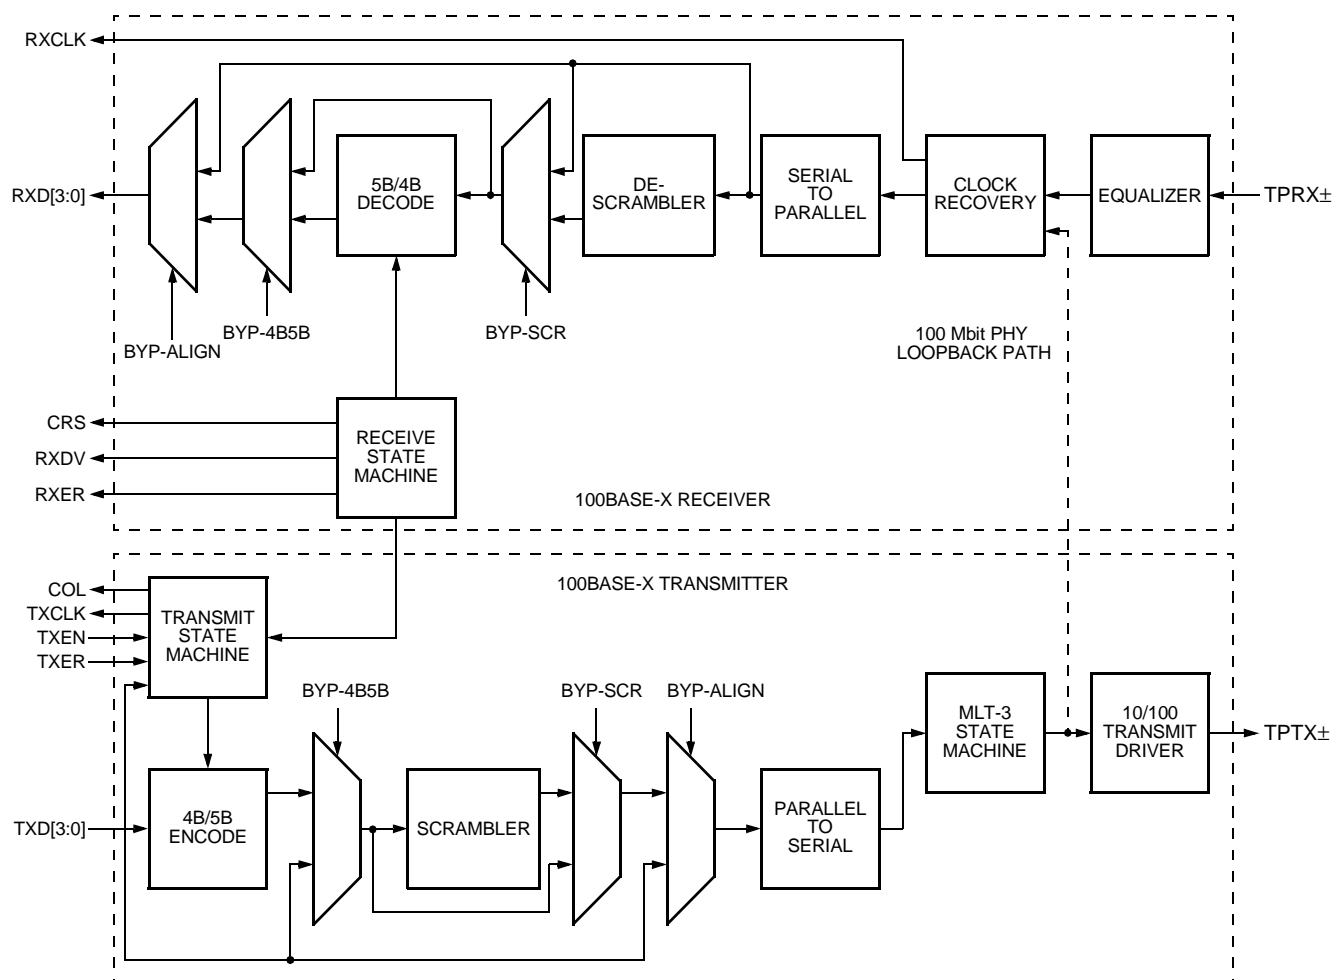 RXCLK
RXD[3:0]
5B/4B
DECODE
DE-
SCRAMBLER
SERIAL
TO
PARALLEL
CLOCK
RECOVERY
EQUALIZER
TPRX±
BYP-ALIGN
BYP-4B5B
BYP-SCR
100 Mbit PHY
LOOPBACK PATH
CRS
RXDV
RXER
RECEIVE
STATE
MACHINE
100BASE-X RECEIVER
100BASE-X TRANSMITTER
COL
TXCLK
TXEN
TXER
TRANSMIT
STATE
MACHINE
BYP-4B5B
BYP-SCR
BYP-ALIGN
MLT-3
STATE
MACHINE
10/100
TRANSMIT
DRIVER
TPTX±
TXD[3:0]
4B/5B
ENCODE
SCRAMBLER
PARALLEL
TO
SERIAL